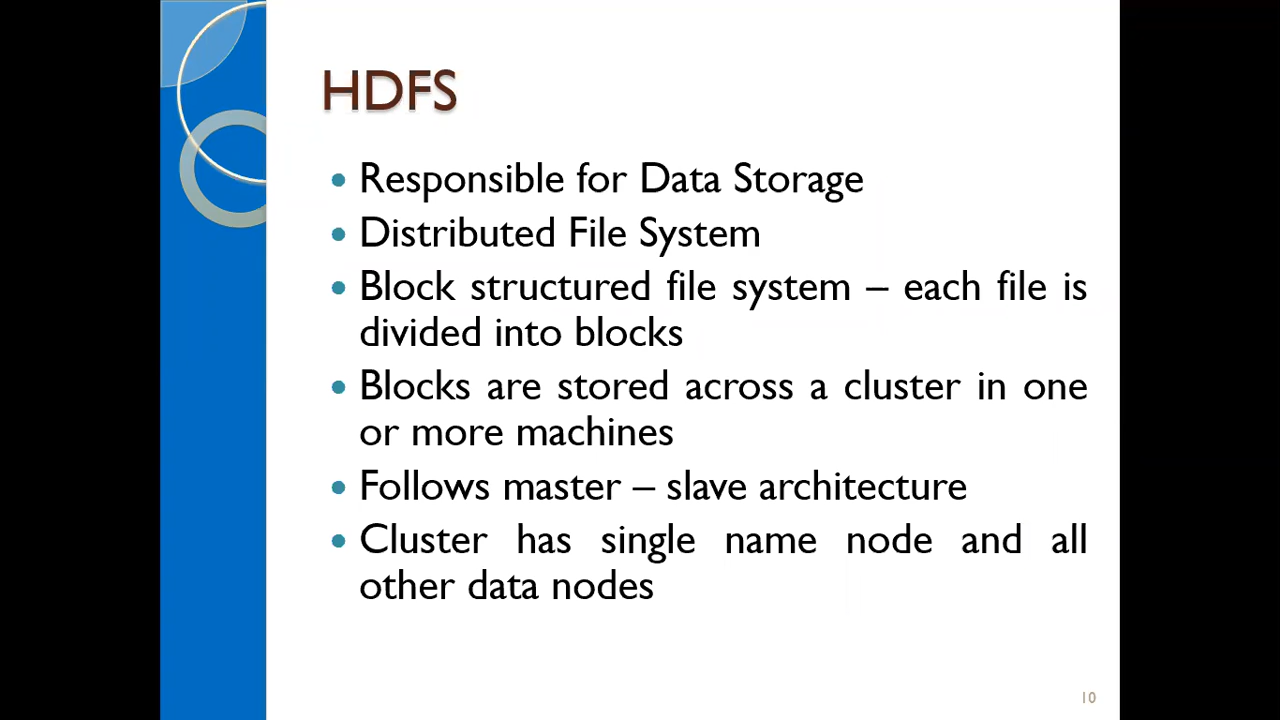 HDFS
Responsible for Data Storage
Distributed File System
Block structured file system – each file is
divided into blocks
Blocks are stored across a cluster in one
or more machines
Follows master – slave architecture
Cluster has single name node and all
other data nodes
10